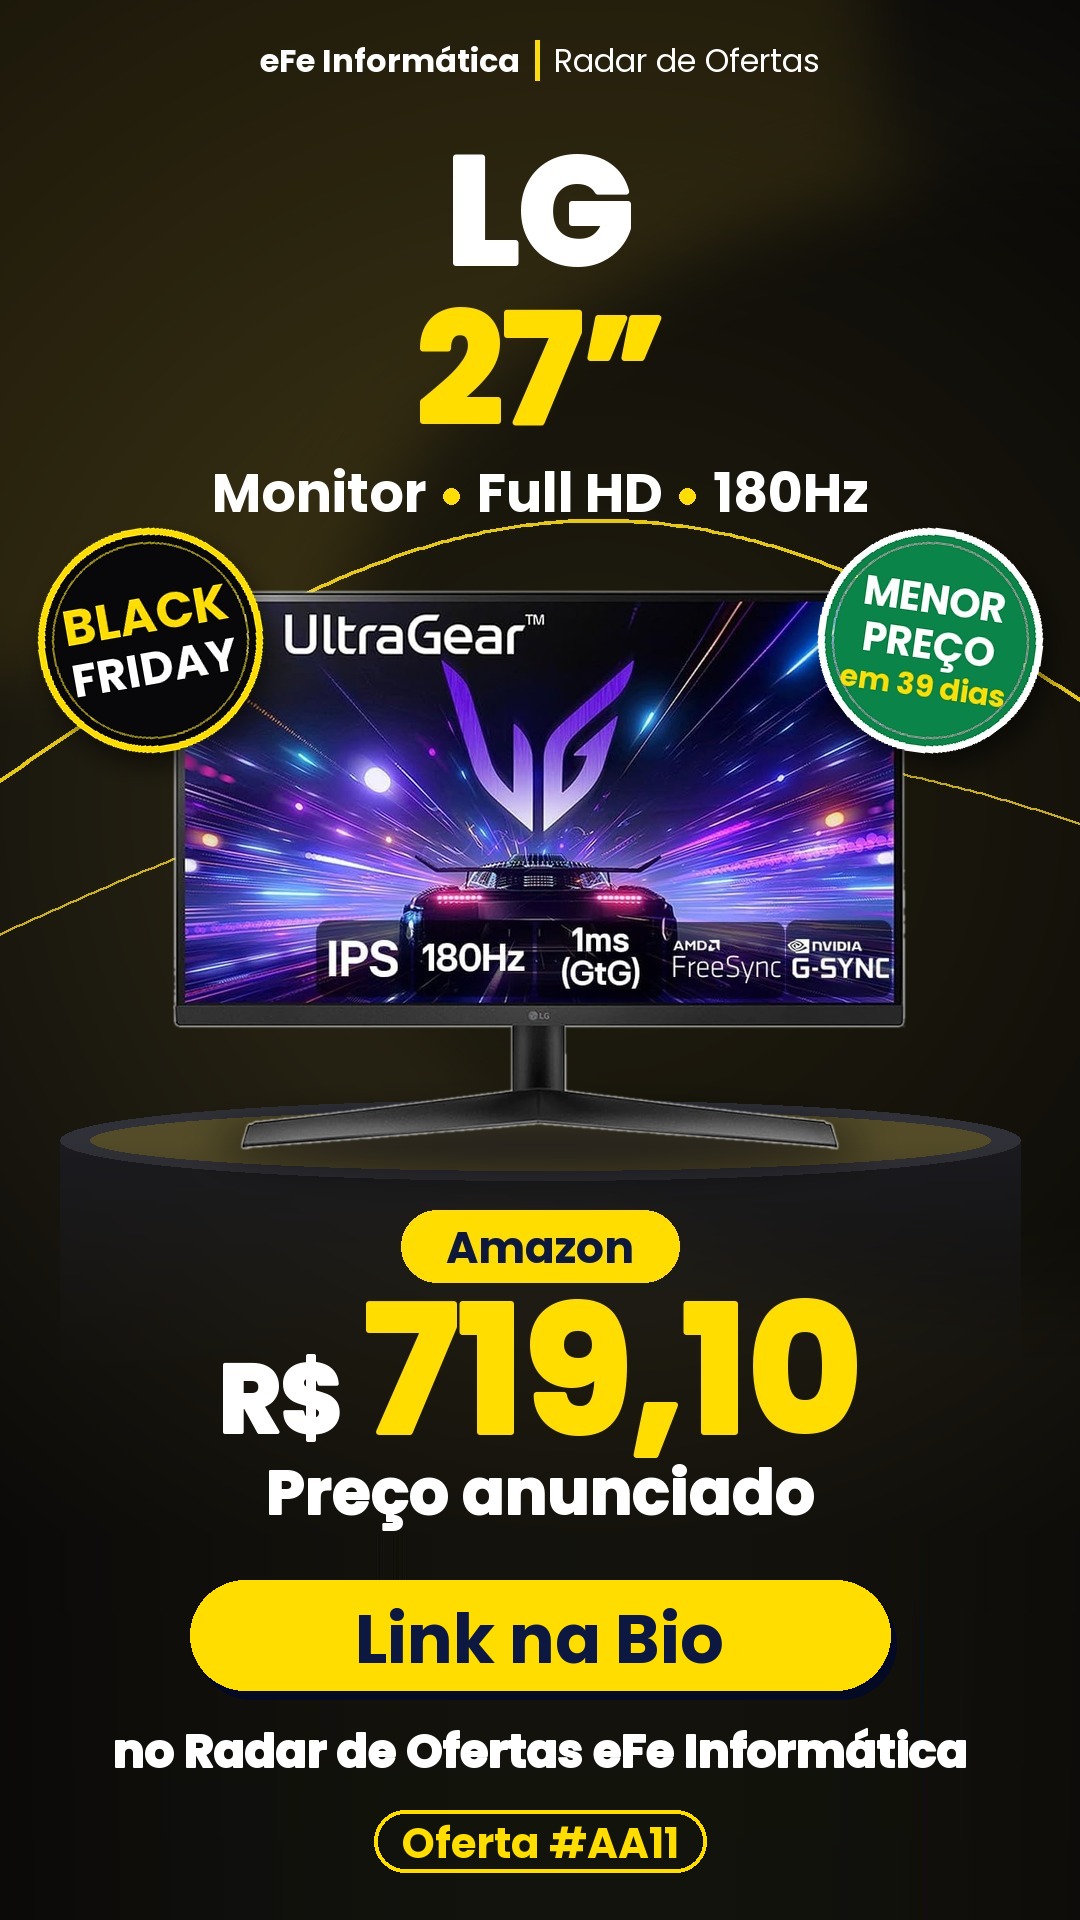 eFe Informática | Radar de Ofertas
LG
27”
Monitor • Full HD • 180Hz
BLACK
FRIDAY
MENOR
PREÇO
em 39 dias
UltraGear™
IPS
180Hz
1ms
(GtG)
AMD
FreeSync
NVIDIA
G-SYNC
LG
Amazon
R$ 719,10
Preço anunciado
Link na Bio
no Radar de Ofertas eFe Informática
Oferta #AA11